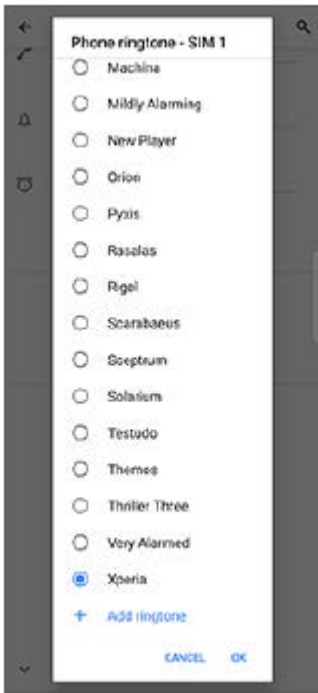 Phone ringtone - SIM 1
Machina
Mildly Alarming
New Player
Orion
Pyxis
Rasalas
Rigel
Scarabaeus
Sceptrum
Solarium
Testudo
Themos
Thriller Three
Very Alarmed
Xperia
+ Add ringtone
CANCEL OK